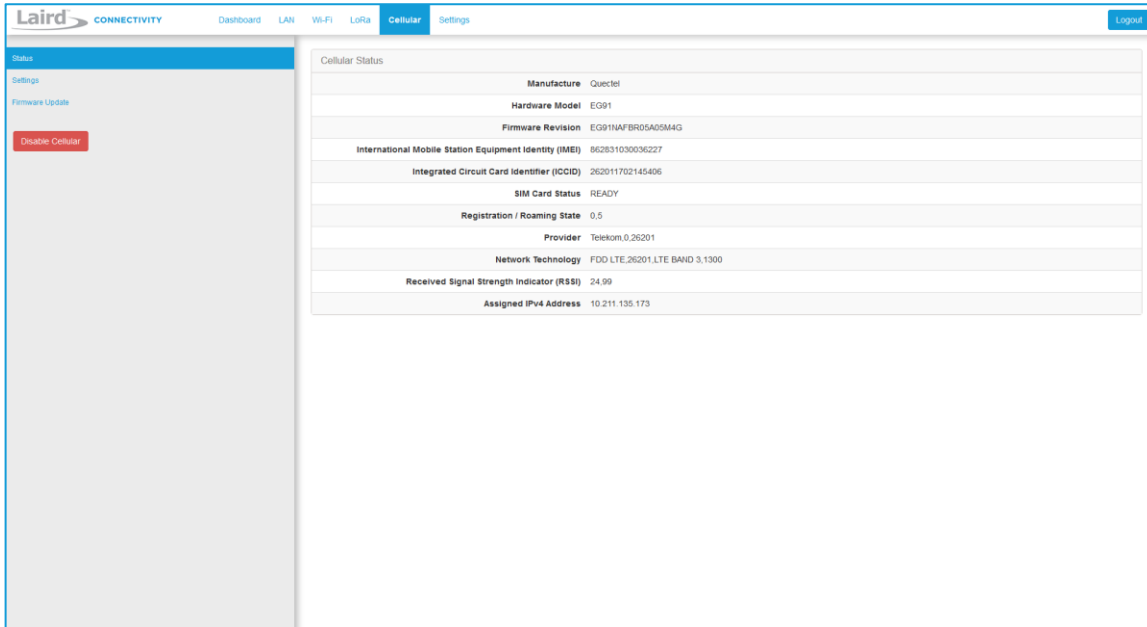 Laird CONNECTIVITY Dashboard LAN Wi-Fi LoRa Cellular Settings Logout
Status
Settings
Firmware Update
Disable Cellular
Cellular Status
Manufacture Quectel
Hardware Model EG91
Firmware Revision EG91NAFBR05A05M4G
International Mobile Station Equipment Identity (IMEI) 862831030036227
Integrated Circuit Card Identifier (ICCID) 262011702145406
SIM Card Status READY
Registration / Roaming State 0,5
Provider Telekom,0,26201
Network Technology FDD LTE,26201,LTE BAND 3,1300
Received Signal Strength Indicator (RSSI) 24,99
Assigned IPv4 Address 10.211.135.173